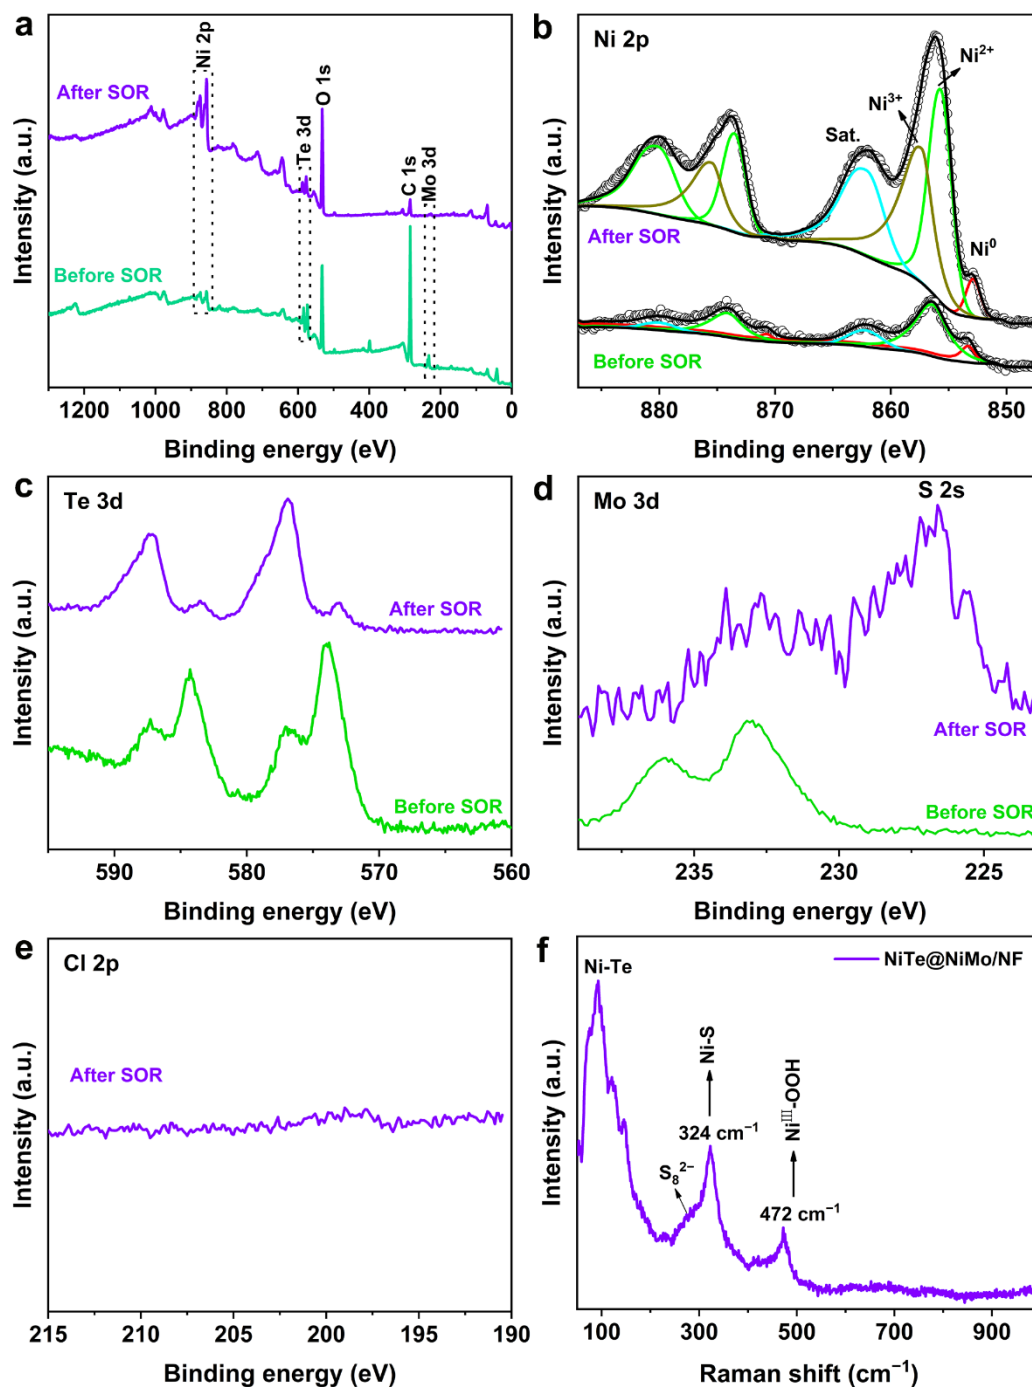 a
Ni 2p
After SOR
O 1s
Te 3d
C 1s
Mo 3d
Before SOR
Intensity (a.u.)
1200 1000 800 600 400 200 0
Binding energy (eV)
b
Ni 2p
Ni2+
Ni3+
Sat.
Ni0
After SOR
Before SOR
Intensity (a.u.)
880 870 860 850
Binding energy (eV)
c
Te 3d
After SOR
Before SOR
Intensity (a.u.)
590 580 570 560
Binding energy (eV)
d
Mo 3d
S 2s
After SOR
Before SOR
Intensity (a.u.)
235 230 225
Binding energy (eV)
e
Cl 2p
After SOR
Intensity (a.u.)
215 210 205 200 195 190
Binding energy (eV)
f
NiTe@NiMo/NF
Ni-Te
Ni-S
324 cm−1
S82−
NiIII-OOH
472 cm−1
Intensity (a.u.)
100 300 500 700 900
Raman shift (cm−1)